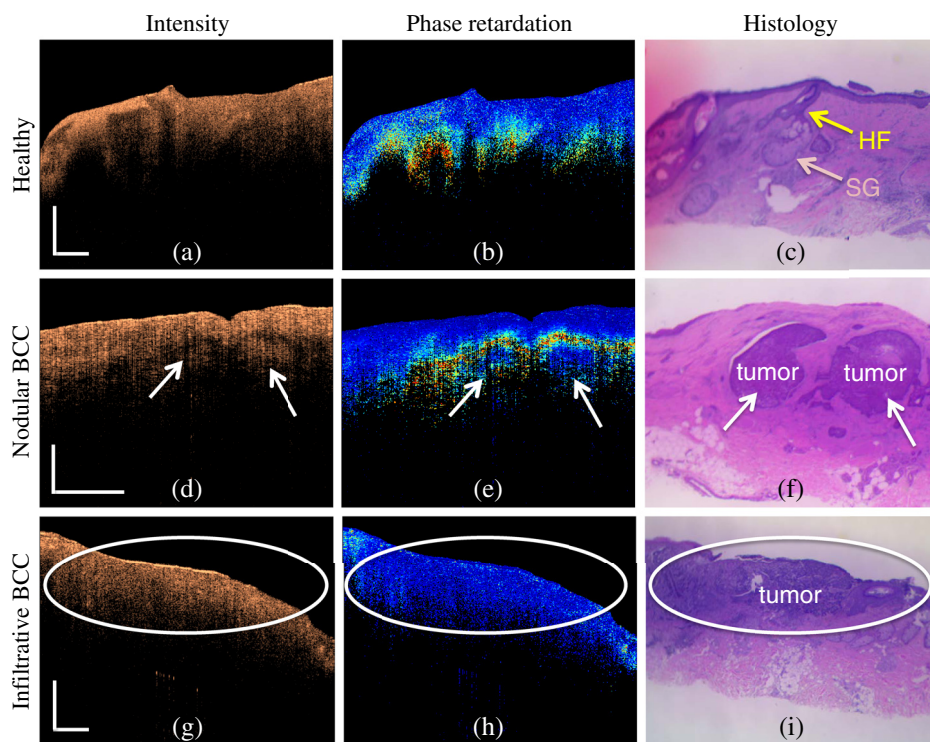 Intensity
Phase retardation
Histology
Healthy
HF
SG
(a)
(b)
(c)
Nodular BCC
tumor
tumor
(d)
(e)
(f)
Infiltrative BCC
tumor
(g)
(h)
(i)